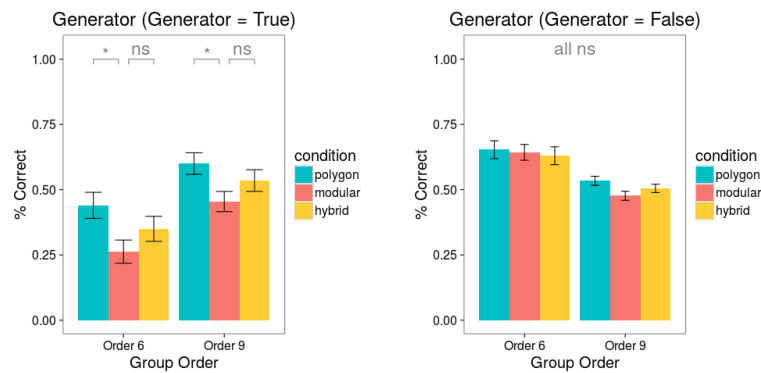 Generator (Generator = True)
* ns * ns
1.00
0.75
0.50
0.25
0.00
% Correct
Order 6 Order 9
Group Order
condition
polygon
modular
hybrid
Generator (Generator = False)
all ns
1.00
0.75
0.50
0.25
0.00
% Correct
Order 6 Order 9
Group Order
condition
polygon
modular
hybrid